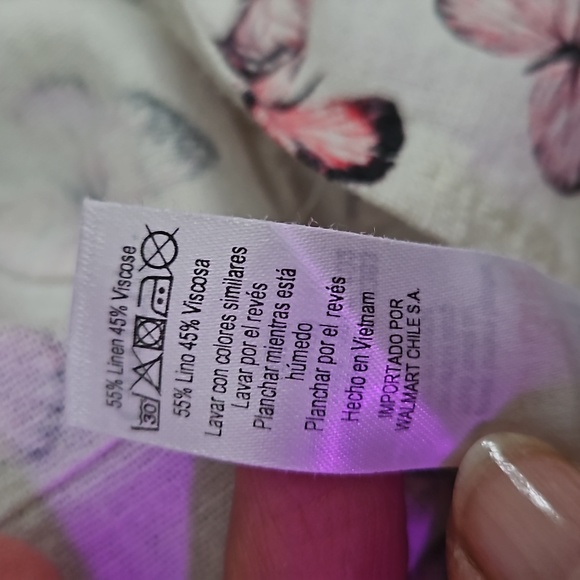 55% Linen 45% Viscose
30
55% Lino 45% Viscosa
Lavar con colores similares
Lavar por el revés
Planchar mientras está
húmedo
Planchar por el revés
Hecho en Vietnam
IMPORTADO POR
WALMART CHILE S.A.